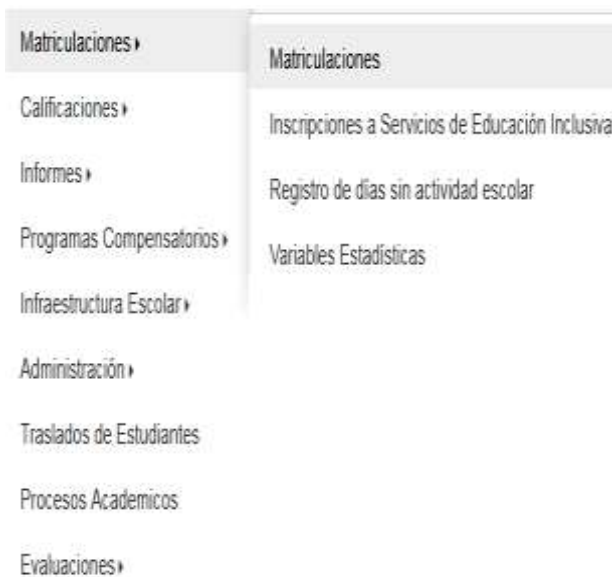 Matriculaciones
Calificaciones
Informes
Programas Compensatorios
Infraestructura Escolar
Administración
Traslados de Estudiantes
Procesos Academicos
Evaluaciones
Matriculaciones
Inscripciones a Servicios de Educación Inclusiva
Registro de días sin actividad escolar
Variables Estadísticas